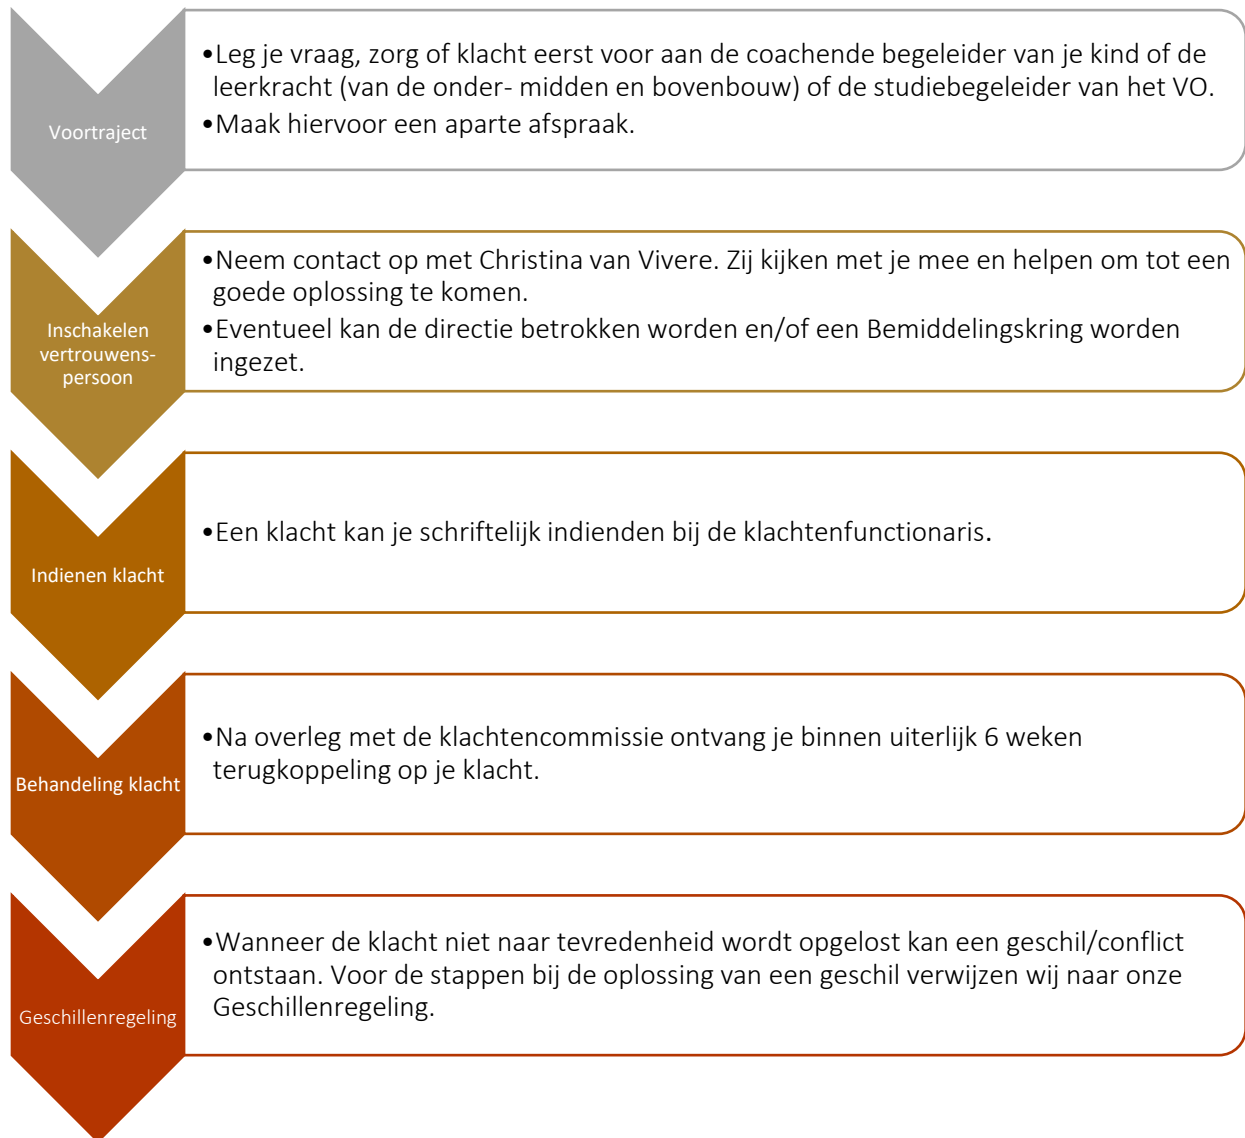 Voortraject
•Leg je vraag, zorg of klacht eerst voor aan de coachende begeleider van je kind of de
leerkracht (van de onder- midden en bovenbouw) of de studiebegeleider van het VO.
•Maak hiervoor een aparte afspraak.
Inschakelen
vertrouwens-
persoon
•Neem contact op met Christina van Vivere. Zij kijken met je mee en helpen om tot een
goede oplossing te komen.
•Eventueel kan de directie betrokken worden en/of een Bemiddelingskring worden
ingezet.
Indienen klacht
•Een klacht kan je schriftelijk indienden bij de klachtenfunctionaris.
Behandeling klacht
•Na overleg met de klachtencommissie ontvang je binnen uiterlijk 6 weken
terugkoppeling op je klacht.
Geschillenregeling
•Wanneer de klacht niet naar tevredenheid wordt opgelost kan een geschil/conflict
ontstaan. Voor de stappen bij de oplossing van een geschil verwijzen wij naar onze
Geschillenregeling.